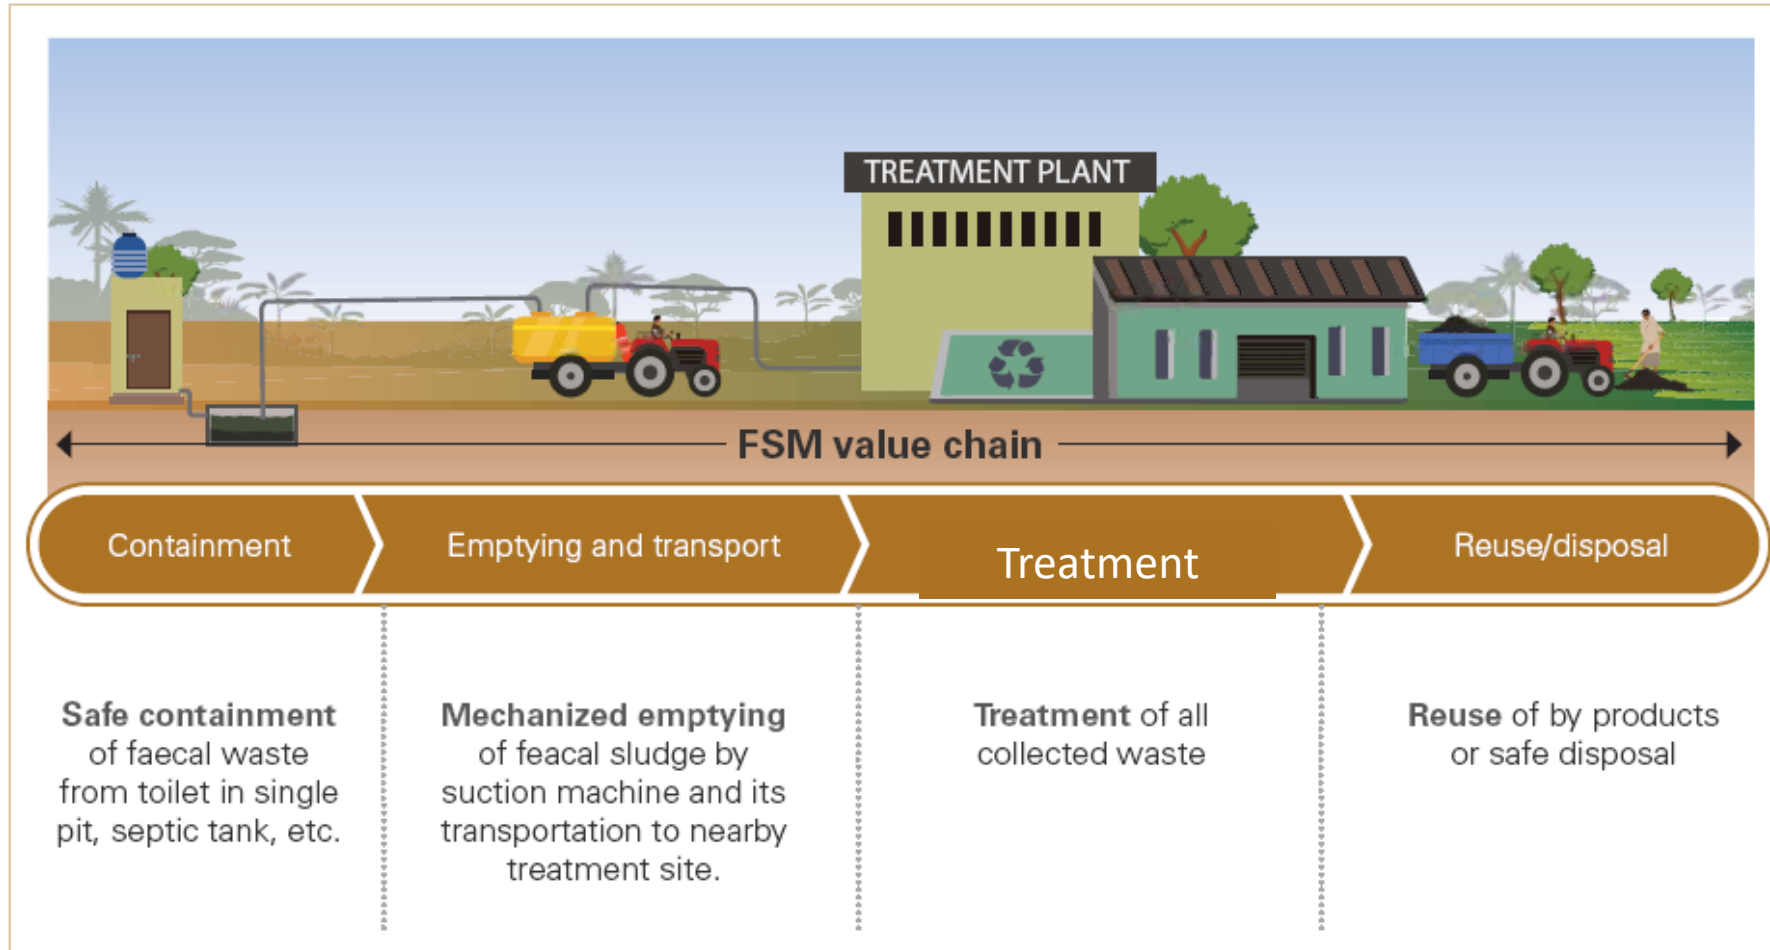 TREATMENT PLANT
FSM value chain
Containment
Emptying and transport
Treatment
Reuse/disposal
Safe containment
of faecal waste
from toilet in single
pit, septic tank, etc.
Mechanized emptying
of feacal sludge by
suction machine and its
transportation to nearby
treatment site.
Treatment of all
collected waste
Reuse of by products
or safe disposal